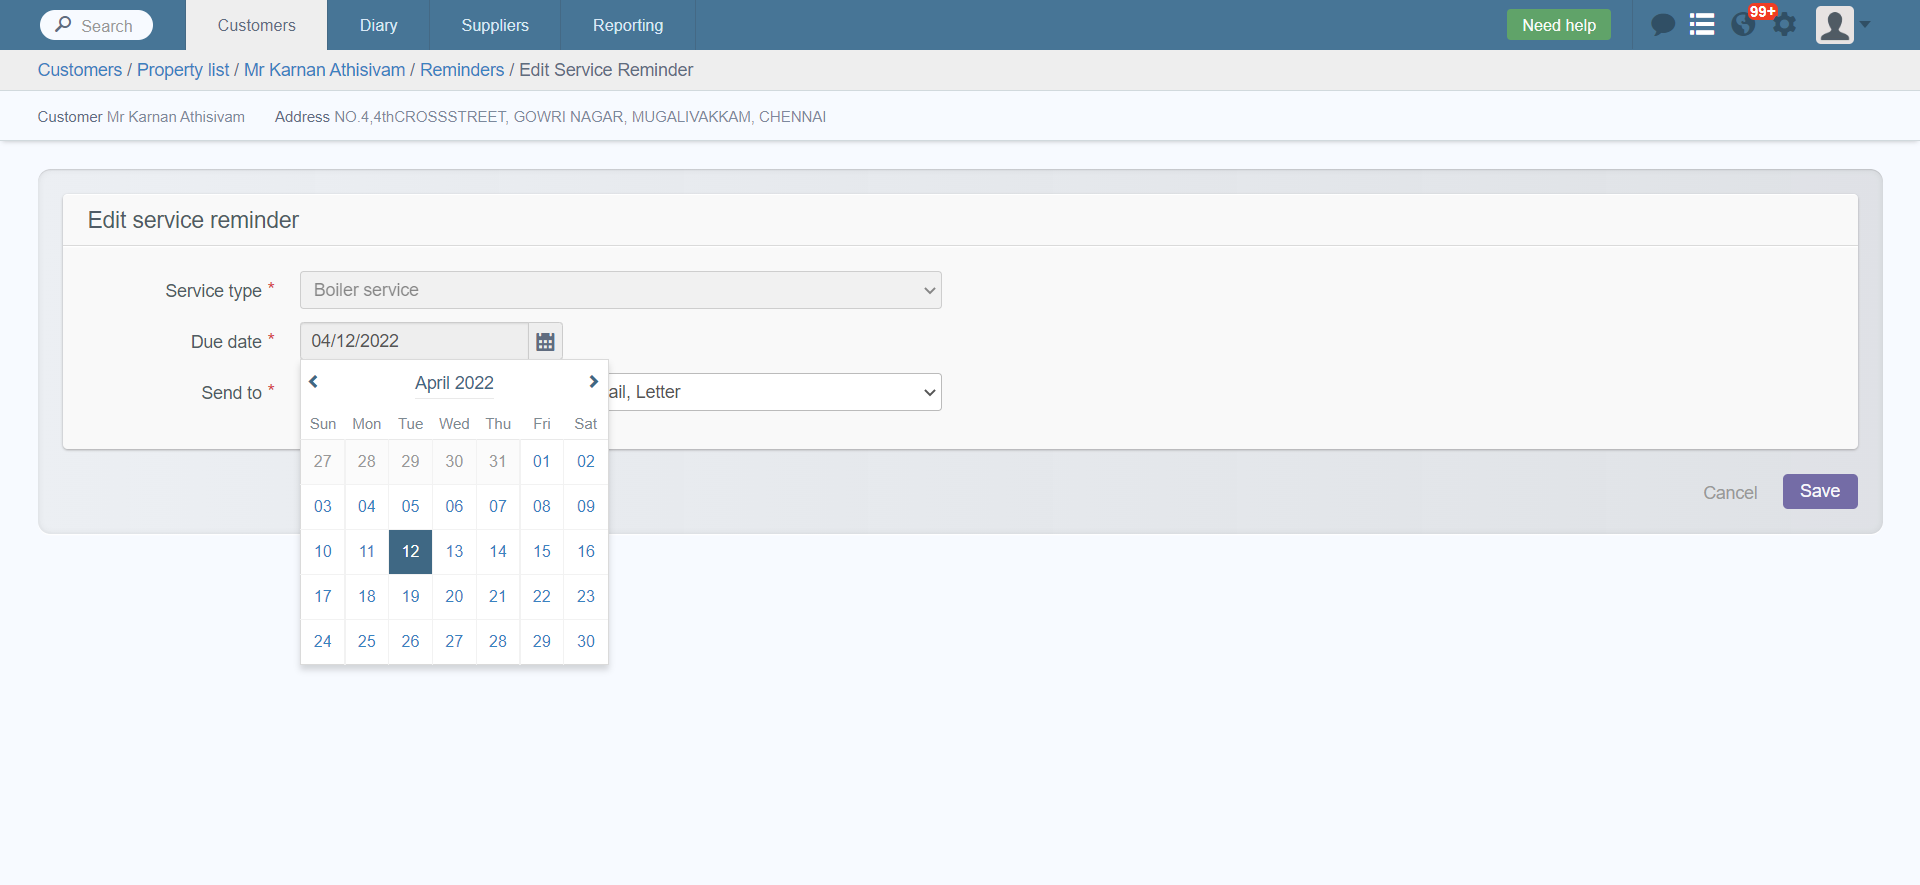 Search Customers Diary Suppliers Reporting Need help 99+
Customers / Property list / Mr Karnan Athisivam / Reminders / Edit Service Reminder
Customer Mr Karnan Athisivam Address NO.4,4thCROSSSTREET, GOWRI NAGAR, MUGALIVAKKAM, CHENNAI
Edit service reminder
Service type * Boiler service
Due date * 04/12/2022
Send to * ail, Letter
April 2022
Sun Mon Tue Wed Thu Fri Sat
27 28 29 30 31 01 02
03 04 05 06 07 08 09
10 11 12 13 14 15 16
17 18 19 20 21 22 23
24 25 26 27 28 29 30
Cancel Save